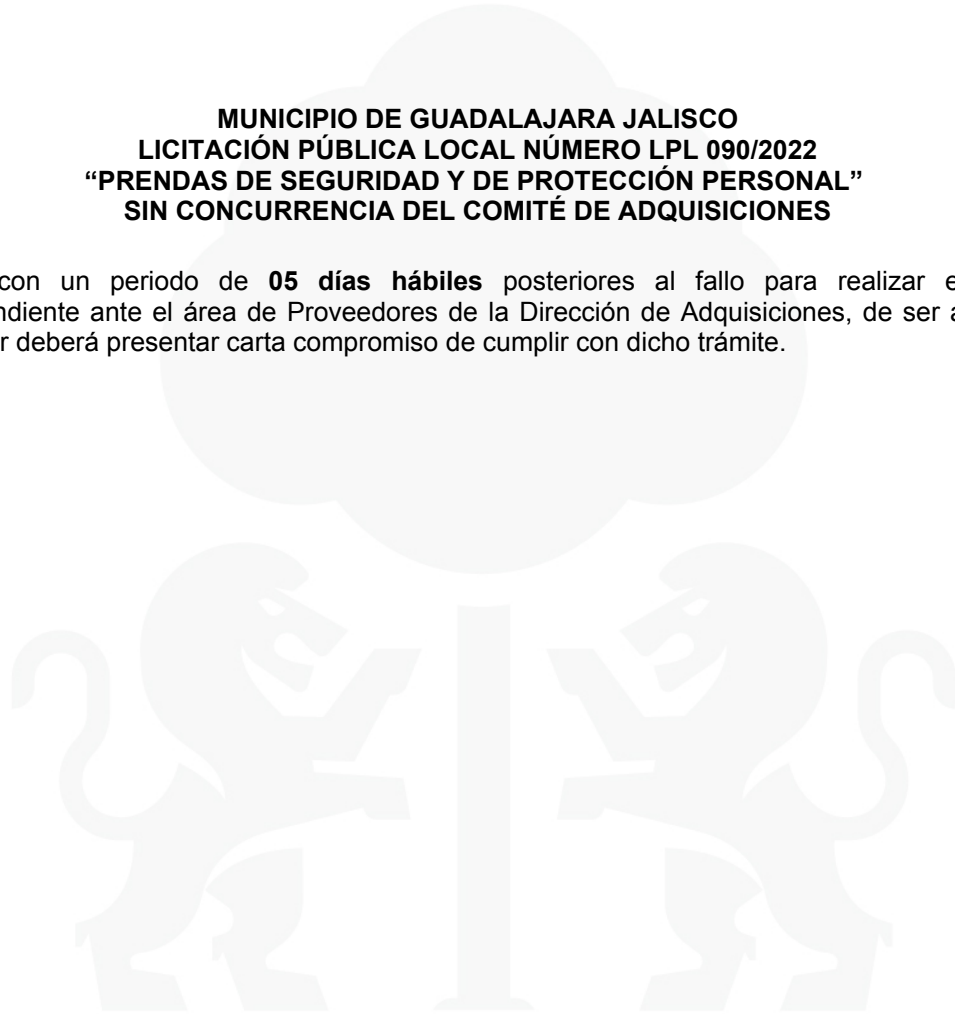 MUNICIPIO DE GUADALAJARA JALISCO
LICITACIÓN PÚBLICA LOCAL NÚMERO LPL 090/2022
“PRENDAS DE SEGURIDAD Y DE PROTECCIÓN PERSONAL”
SIN CONCURRENCIA DEL COMITÉ DE ADQUISICIONES
con un periodo de 05 días hábiles posteriores al fallo para realizar e
ndiente ante el área de Proveedores de la Dirección de Adquisiciones, de ser a
r deberá presentar carta compromiso de cumplir con dicho trámite.